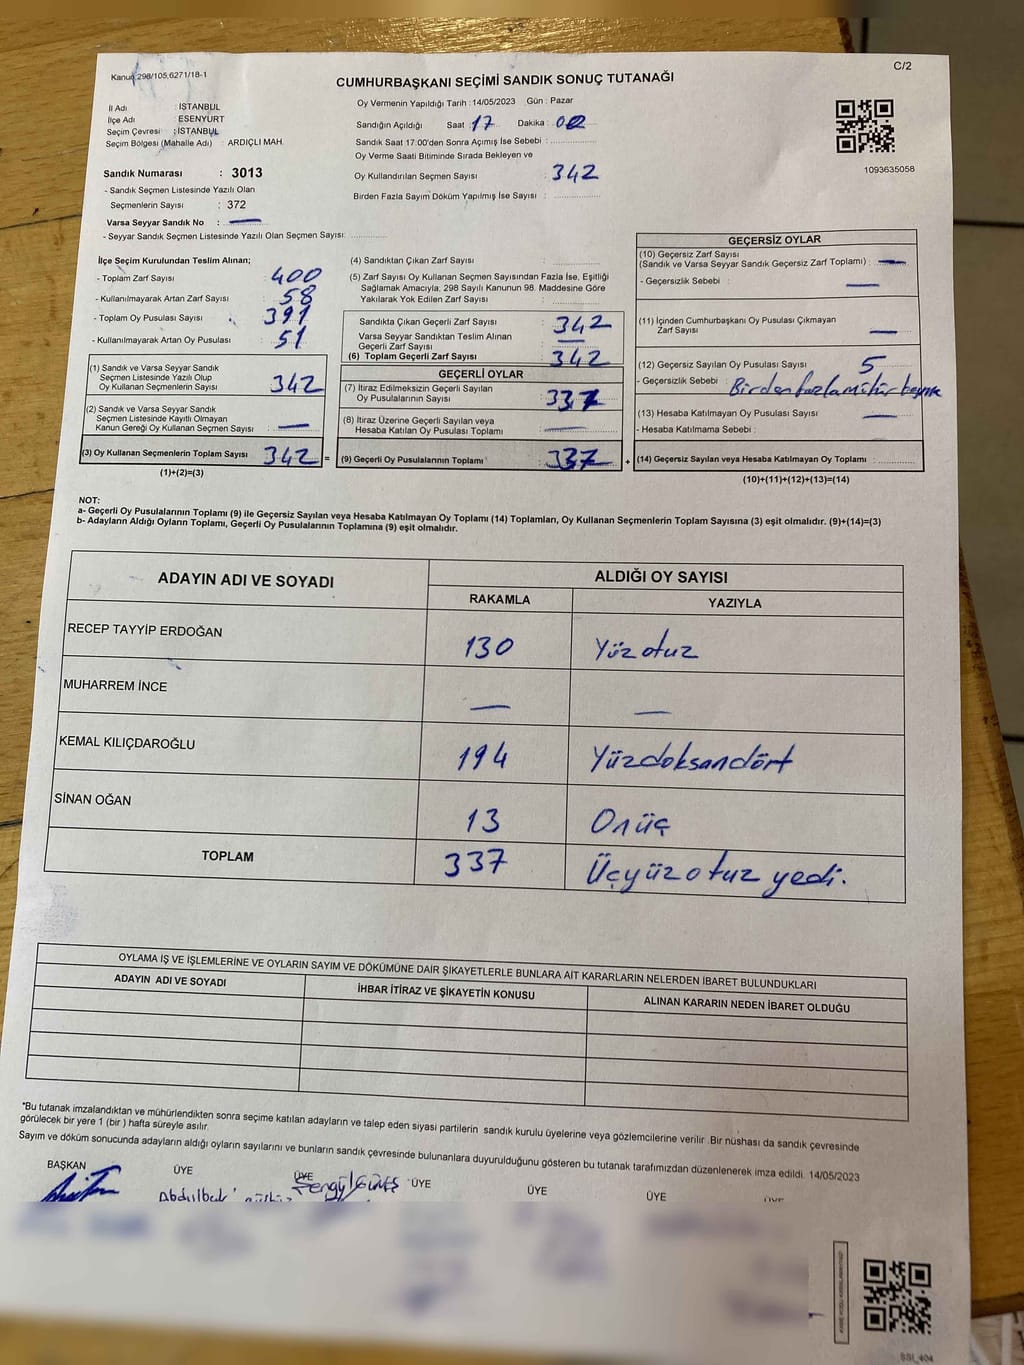 Kanun 298/105,6271/18-1
C/2
CUMHURBAŞKANI SEÇİMİ SANDIK SONUÇ TUTANAĞI
İl Adı : İSTANBUL
İlçe Adı : ESENYURT
Seçim Çevresi : İSTANBUL
Seçim Bölgesi (Mahalle Adı) : ARDIÇLI MAH.
Sandık Numarası : 3013
- Sandık Seçmen Listesinde Yazılı Olan
Seçmenlerin Sayısı : 372
Varsa Seyyar Sandık No : —
- Seyyar Sandık Seçmen Listesinde Yazılı Olan Seçmen Sayısı: ............
Oy Vermenin Yapıldığı Tarih : 14/05/2023 Gün : Pazar
Sandığın Açıldığı Saat : 17 Dakika : 02
Sandık Saat 17:00'den Sonra Açımış İse Sebebi : ............
Oy Verme Saati Bitiminde Sırada Bekleyen ve
Oy Kullandırılan Seçmen Sayısı : 342
Birden Fazla Sayım Döküm Yapılmış İse Sayısı : ............
1093635058
İlçe Seçim Kurulundan Teslim Alınan;
- Toplam Zarf Sayısı : 400
- Kullanılmayarak Artan Zarf Sayısı : 58
- Toplam Oy Pusulası Sayısı : 391
- Kullanılmayarak Artan Oy Pusulası : 51
(1) Sandık ve Varsa Seyyar Sandık
Seçmen Listesinde Yazılı Olup
Oy Kullanan Seçmenlerin Sayısı : 342
(2) Sandık ve Varsa Seyyar Sandık
Seçmen Listesinde Kayıtlı Olmayan
Kanun Gereği Oy Kullanan Seçmen Sayısı : —
(3) Oy Kullanan Seçmenlerin Toplam Sayısı : 342
(1)+(2)=(3)
(4) Sandıktan Çıkan Zarf Sayısı : ............
(5) Zarf Sayısı Oy Kullanan Seçmen Sayısından Fazla İse, Eşitliği
Sağlamak Amacıyla, 298 Sayılı Kanunun 98. Maddesine Göre
Yakılarak Yok Edilen Zarf Sayısı : ............
Sandıkta Çıkan Geçerli Zarf Sayısı : 342
Varsa Seyyar Sandıktan Teslim Alınan
Geçerli Zarf Sayısı : —
(6) Toplam Geçerli Zarf Sayısı : 342
GEÇERLİ OYLAR
(7) İtiraz Edilmeksizin Geçerli Sayılan
Oy Pusulalarının Sayısı : 337
(8) İtiraz Üzerine Geçerli Sayılan veya
Hesaba Katılan Oy Pusulası Toplamı : —
= (9) Geçerli Oy Pusulalarının Toplamı : 337
GEÇERSİZ OYLAR
(10) Geçersiz Zarf Sayısı
(Sandık ve Varsa Seyyar Sandık Geçersiz Zarf Toplamı) : —
- Geçersizlik Sebebi : —
(11) İçinden Cumhurbaşkanı Oy Pusulası Çıkmayan
Zarf Sayısı : —
(12) Geçersiz Sayılan Oy Pusulası Sayısı : 5
- Geçersizlik Sebebi : Birden fazla mühür
(13) Hesaba Katılmayan Oy Pusulası Sayısı : —
- Hesaba Katılmama Sebebi :
+ (14) Geçersiz Sayılan veya Hesaba Katılmayan Oy Toplamı : ............
(10)+(11)+(12)+(13)=(14)
NOT:
a- Geçerli Oy Pusulalarının Toplamı (9) ile Geçersiz Sayılan veya Hesaba Katılmayan Oy Toplamı (14) Toplamları, Oy Kullanan Seçmenlerin Toplam Sayısına (3) eşit olmalıdır. (9)+(14)=(3)
b- Adayların Aldığı Oyların Toplamı, Geçerli Oy Pusulalarının Toplamına (9) eşit olmalıdır.
ADAYIN ADI VE SOYADI ALDIĞI OY SAYISI
RAKAMLA YAZIYLA
RECEP TAYYİP ERDOĞAN 130 Yüzotuz
MUHARREM İNCE — —
KEMAL KILIÇDAROĞLU 194 Yüzdoksandört
SİNAN OĞAN 13 Onüç
TOPLAM 337 Üçyüzotuz yedi.
OYLAMA İŞ VE İŞLEMLERİNE VE OYLARIN SAYIM VE DÖKÜMÜNE DAİR ŞİKAYETLERLE BUNLARA AİT KARARLARIN NELERDEN İBARET BULUNDUKLARI
ADAYIN ADI VE SOYADI İHBAR İTİRAZ VE ŞİKAYETİN KONUSU ALINAN KARARIN NEDEN İBARET OLDUĞU
*Bu tutanak imzalandıktan ve mühürlendikten sonra seçime katılan adayların ve talep eden siyasi partilerin sandık kurulu üyelerine veya gözlemcilerine verilir .Bir nüshası da sandık çevresinde
görülecek bir yere 1 (bir ) hafta süreyle asılır.
Sayım ve döküm sonucunda adayların aldığı oyların sayılarını ve bunların sandık çevresinde bulunanlara duyurulduğunu gösteren bu tutanak tarafımızdan düzenlenerek imza edildi. 14/05/2023
BAŞKAN ÜYE ÜYE ÜYE ÜYE ÜYE ÜYE
Şengül GÜNEŞ